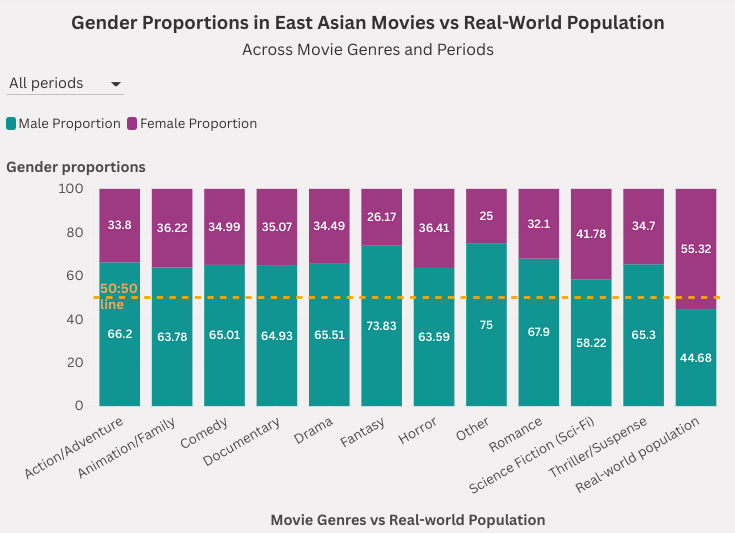 Gender Proportions in East Asian Movies vs Real-World Population
Across Movie Genres and Periods
All periods
Male Proportion Female Proportion
Gender proportions
100
80
60
40
20
0
33.8 36.22 34.99 35.07 34.49 26.17 36.41 25 32.1 41.78 34.7 55.32
50:50
line
66.2 63.78 65.01 64.93 65.51 73.83 63.59 75 67.9 58.22 65.3 44.68
Action/Adventure
Animation/Family
Comedy
Documentary
Drama
Fantasy
Horror
Other
Romance
Science Fiction (Sci-Fi)
Thriller/Suspense
Real-world population
Movie Genres vs Real-world Population